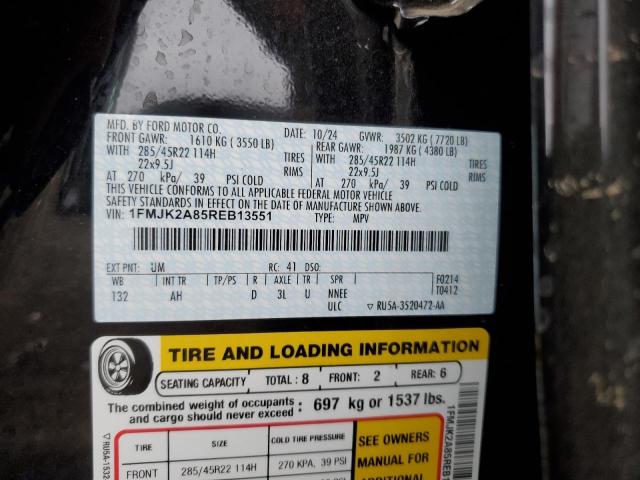 MFD. BY FORD MOTOR CO.
DATE: 10/24 GVWR: 3502 KG (7720 LB)
FRONT GAWR: 1610 KG (3550 LB) REAR GAWR: 1987 KG (4380 LB)
WITH 285/45R22 114H TIRES WITH 285/45R22 114H TIRES
22x9.5J RIMS 22x9.5J RIMS
AT 270 kPa/ 39 PSI COLD AT 270 kPa/ 39 PSI COLD
THIS VEHICLE CONFORMS TO ALL APPLICABLE FEDERAL MOTOR VEHICLE
SAFETY STANDARDS IN EFFECT ON THE DATE OF MANUFACTURE SHOWN ABOVE.
VIN: 1FMJK2A85REB13551 TYPE: MPV
EXT PNT: UM RC: 41 DSO:
WB INT TR TP/PS R AXLE TR SPR F0214
132 AH D 3L U NNEE T0412
ULC ▽ RU5A-3520472-AA
TIRE AND LOADING INFORMATION
SEATING CAPACITY TOTAL : 8 FRONT: 2 REAR: 6
The combined weight of occupants and cargo should never exceed : 697 kg or 1537 lbs.
TIRE SIZE COLD TIRE PRESSURE SEE OWNERS
FRONT 285/45R22 114H 270 KPA, 39 PSI MANUAL FOR
ADDITIONAL
▽ RU5A-1532
1FMJK2A85REB1